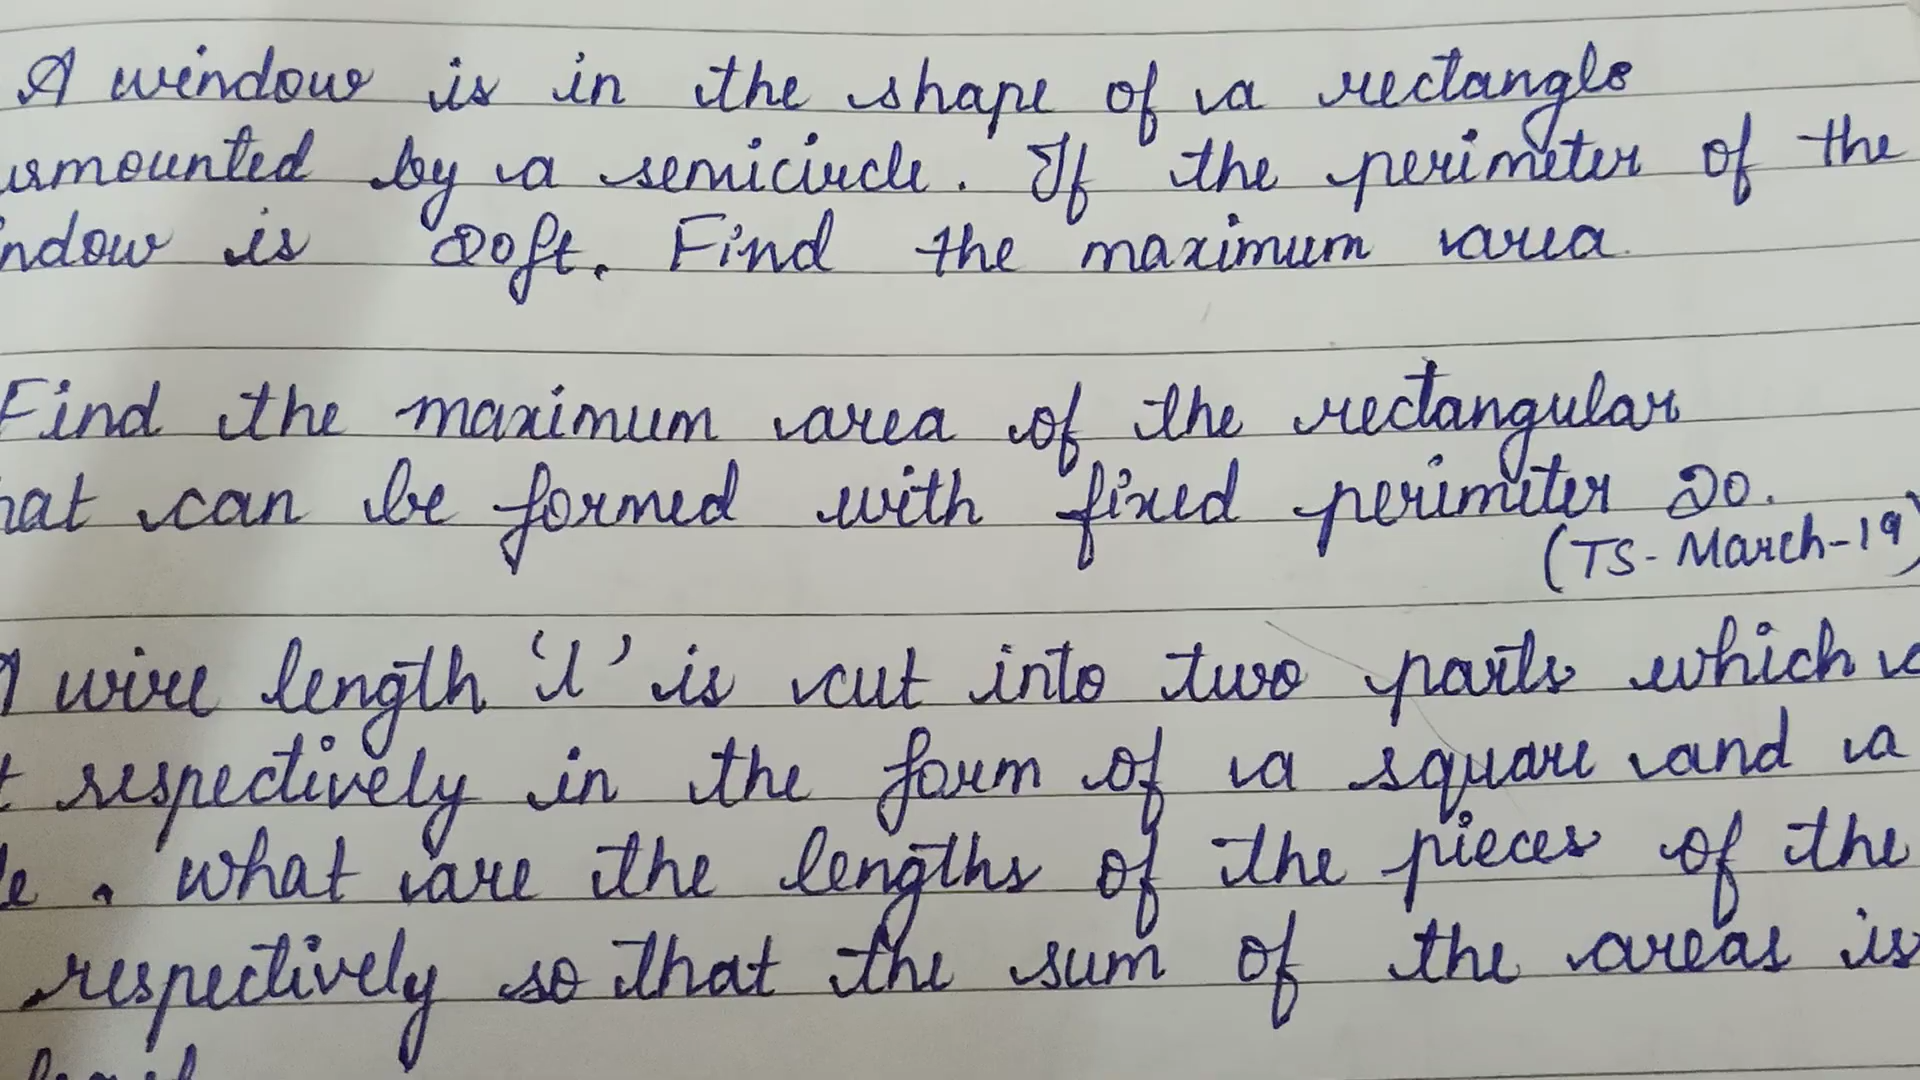 A window is in the shape of a rectangle
urmounted by a semicircle. If the perimeter of the
ndow is 20ft. Find the maximum area
Find the maximum area of the rectangular
hat can be formed with fixed perimeter 20.
(TS- March-19)
A wire length 'l' is cut into two parts which
t respectively in the form of a square and a
le. what are the lengths of the pieces of the
respectively so that the sum of the areas is